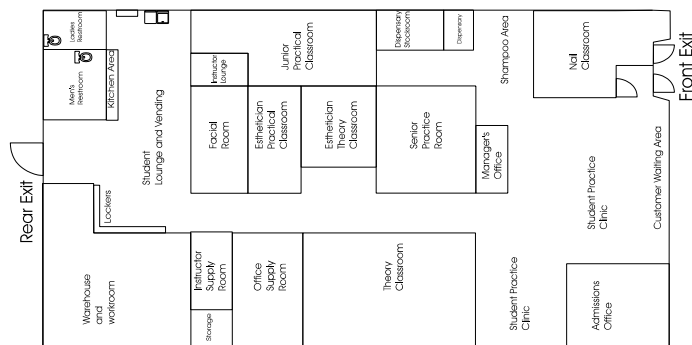 Ladies
Restroom
Men's
Restroom
Kitchen Area
Rear Exit
Lockers
Student
Lounge and Vending
Warehouse
and
workroom
Instructor
Lounge
Junior
Practical
Classroom
Dispensary
Stockroom
Dispensary
Shampoo Area
Nail
Classroom
Front Exit
Facial
Room
Esthetician
Practical
Classroom
Esthetician
Theory
Classroom
Senior
Practice
Room
Manager's
Office
Student Practice
Clinic
Customer Waiting Area
Instructor
Supply
Room
Storage
Office
Supply
Room
Theory
Classroom
Student Practice
Clinic
Admissions
Office